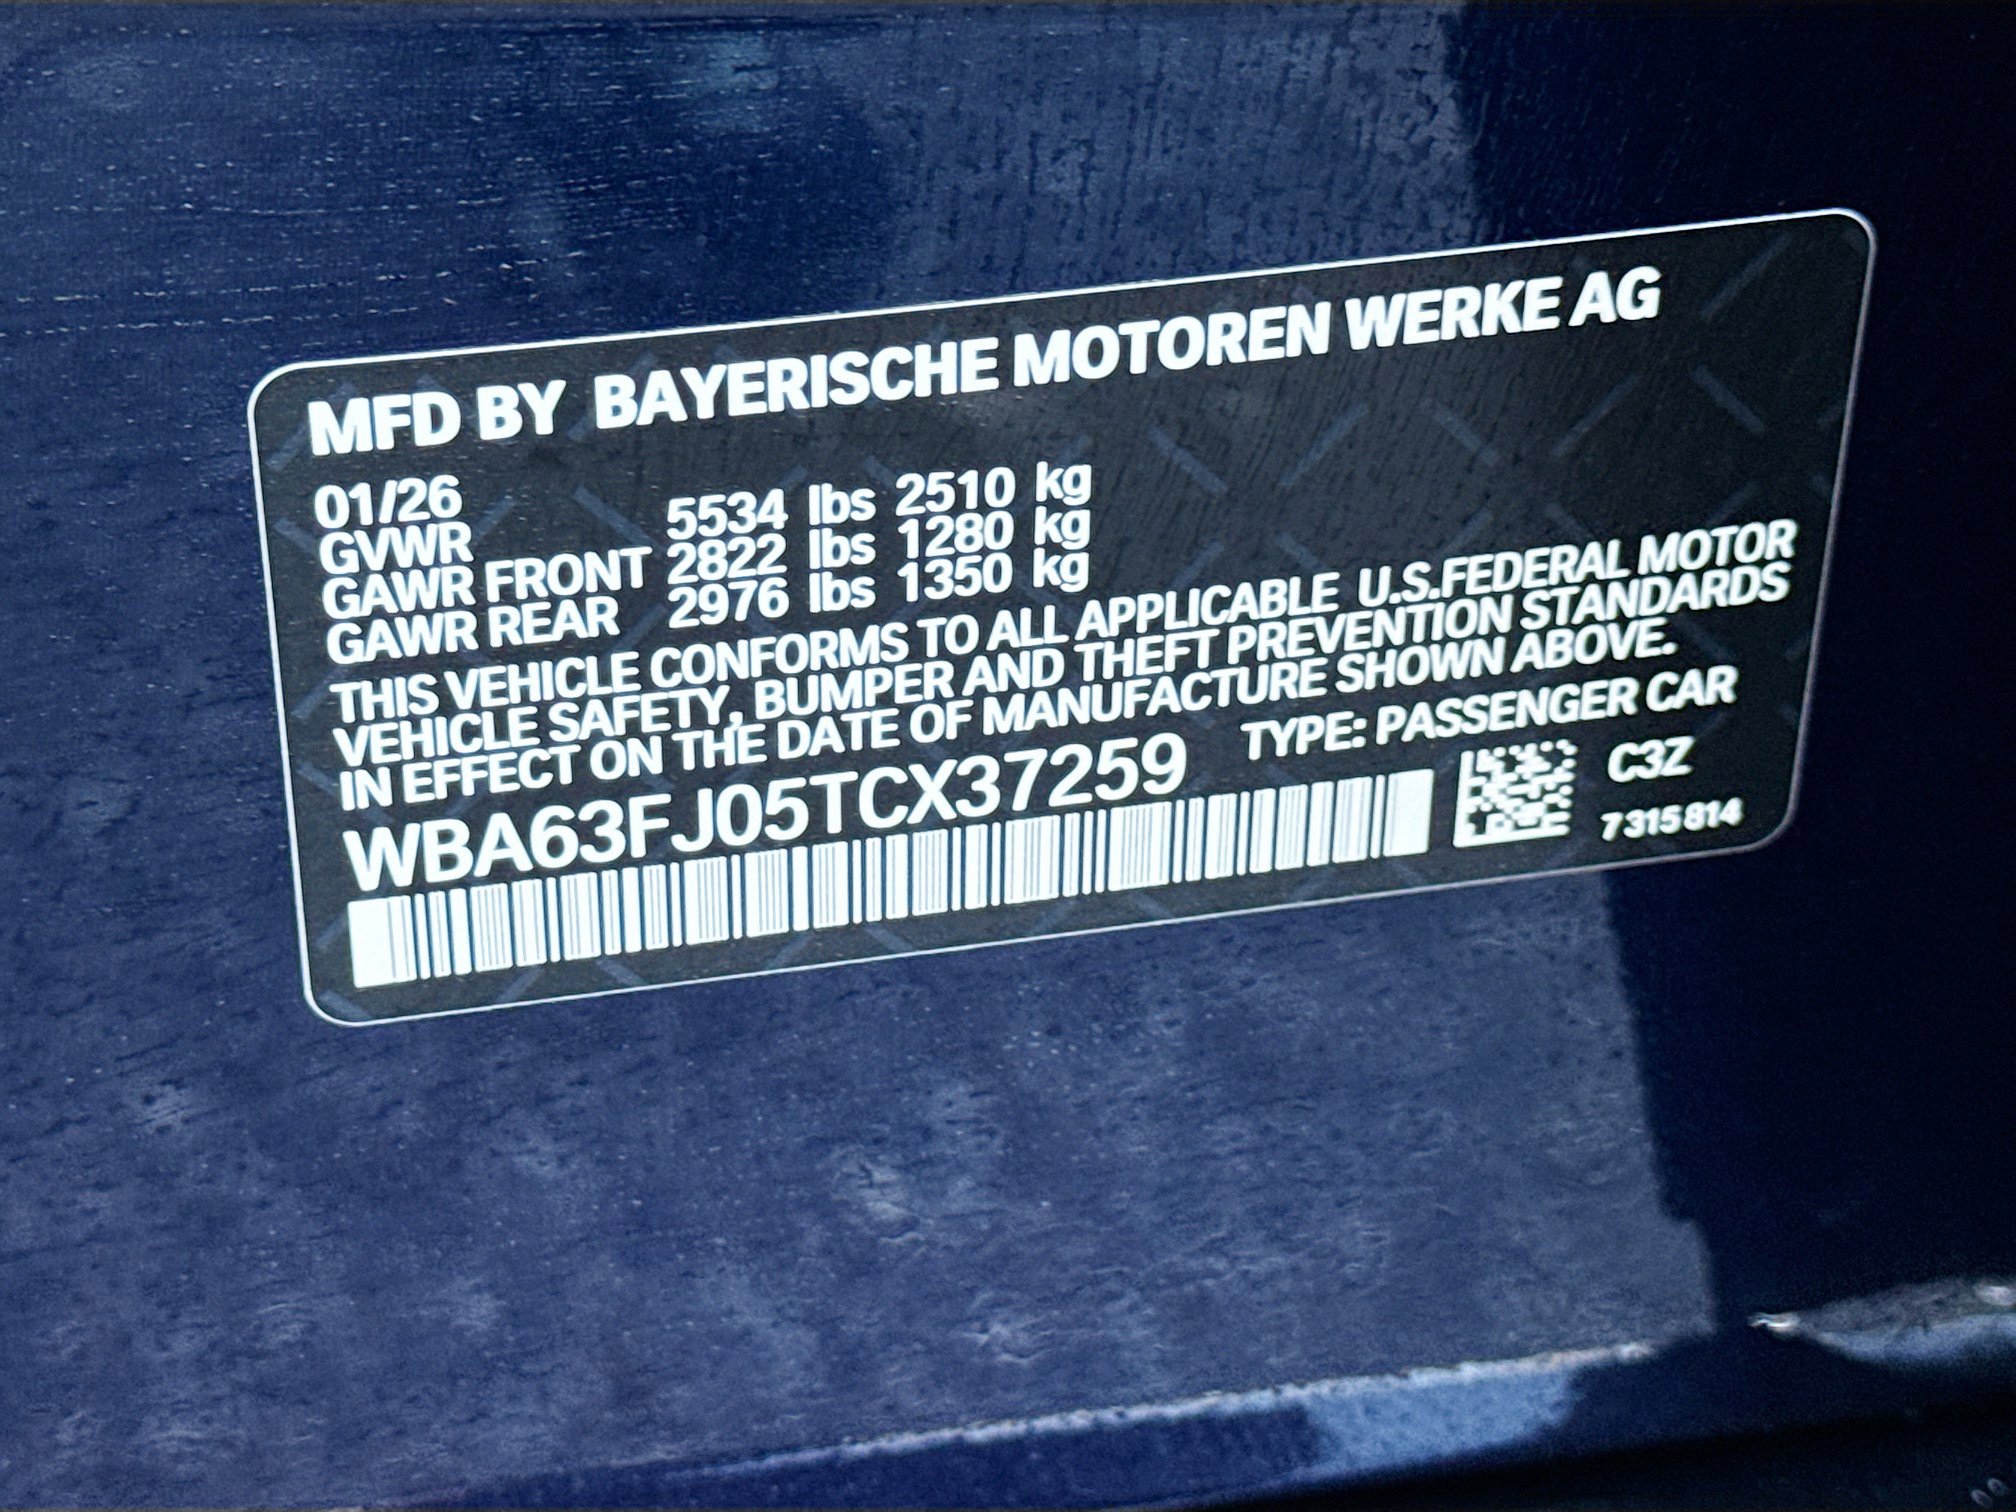 MFD BY BAYERISCHE MOTOREN WERKE AG
01/26
GVWR 5534 lbs 2510 kg
GAWR FRONT 2822 lbs 1280 kg
GAWR REAR 2976 lbs 1350 kg
THIS VEHICLE CONFORMS TO ALL APPLICABLE U.S.FEDERAL MOTOR
VEHICLE SAFETY, BUMPER AND THEFT PREVENTION STANDARDS
IN EFFECT ON THE DATE OF MANUFACTURE SHOWN ABOVE.
WBA63FJ05TCX37259 TYPE: PASSENGER CAR
C3Z
7315814